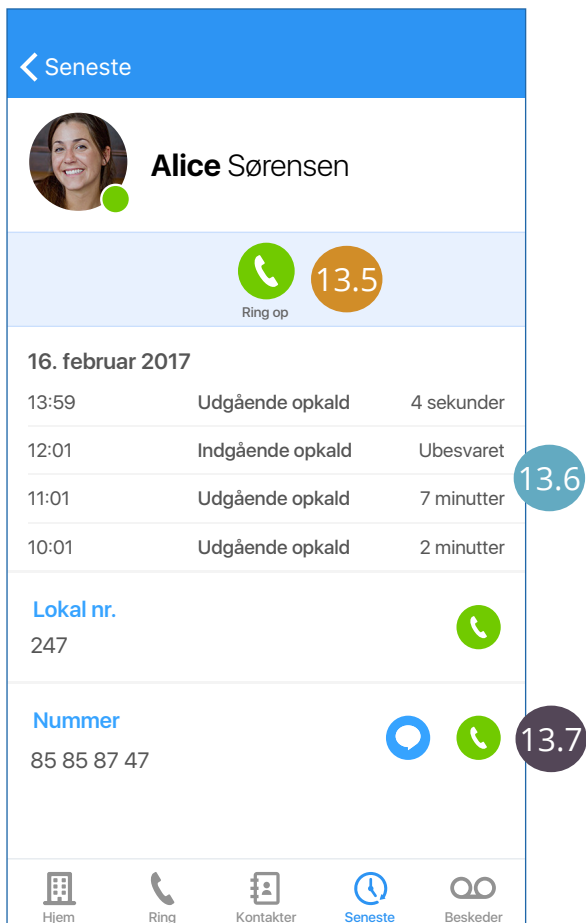 Seneste
Alice Sørensen
13.5
Ring op
16. februar 2017
13:59 Udgående opkald 4 sekunder
12:01 Indgående opkald Ubesvaret
13.6
11:01 Udgående opkald 7 minutter
10:01 Udgående opkald 2 minutter
Lokal nr.
247
Nummer
13.7
85 85 87 47
Hjem Ring Kontakter Seneste Beskeder